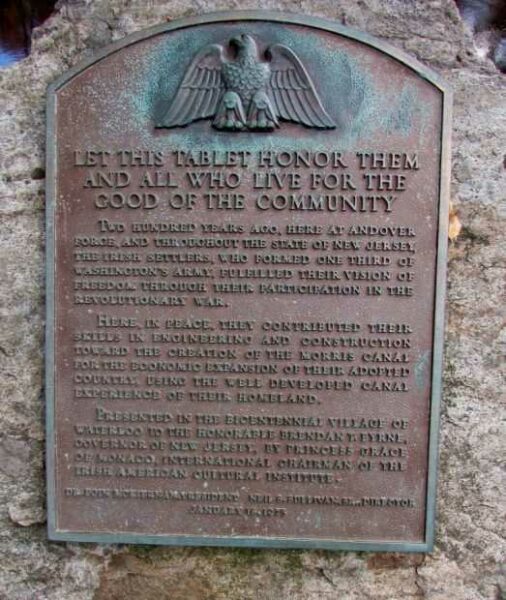 LET THIS TABLET HONOR THEM
AND ALL WHO LIVE FOR THE
GOOD OF THE COMMUNITY
TWO HUNDRED YEARS AGO, HERE AT ANDOVER
FORGE, AND THROUGHOUT THE STATE OF NEW JERSEY,
THE IRISH SETTLERS, WHO FORMED ONE THIRD OF
WASHINGTON'S ARMY, FULFILLED THEIR VISION OF
FREEDOM THROUGH THEIR PARTICIPATION IN THE
REVOLUTIONARY WAR.
HERE, IN PEACE, THEY CONTRIBUTED THEIR
SKILLS IN ENGINEERING AND CONSTRUCTION
TOWARD THE CREATION OF THE MORRIS CANAL
FOR THE ECONOMIC EXPANSION OF THEIR ADOPTED
COUNTRY, USING THE WELL DEVELOPED CANAL
EXPERIENCE OF THEIR HOMELAND.
PRESENTED IN THE BICENTENNIAL VILLAGE OF
WATERLOO TO THE HONORABLE BRENDAN T. BYRNE,
GOVERNOR OF NEW JERSEY, BY PRINCESS GRACE
OF MONACO, INTERNATIONAL CHAIRMAN OF THE
IRISH AMERICAN CULTURAL INSTITUTE.
DR. EOIN MCKIERNAN, PRESIDENT NEIL S. SULLIVAN, SR., DIRECTOR
JANUARY 1975